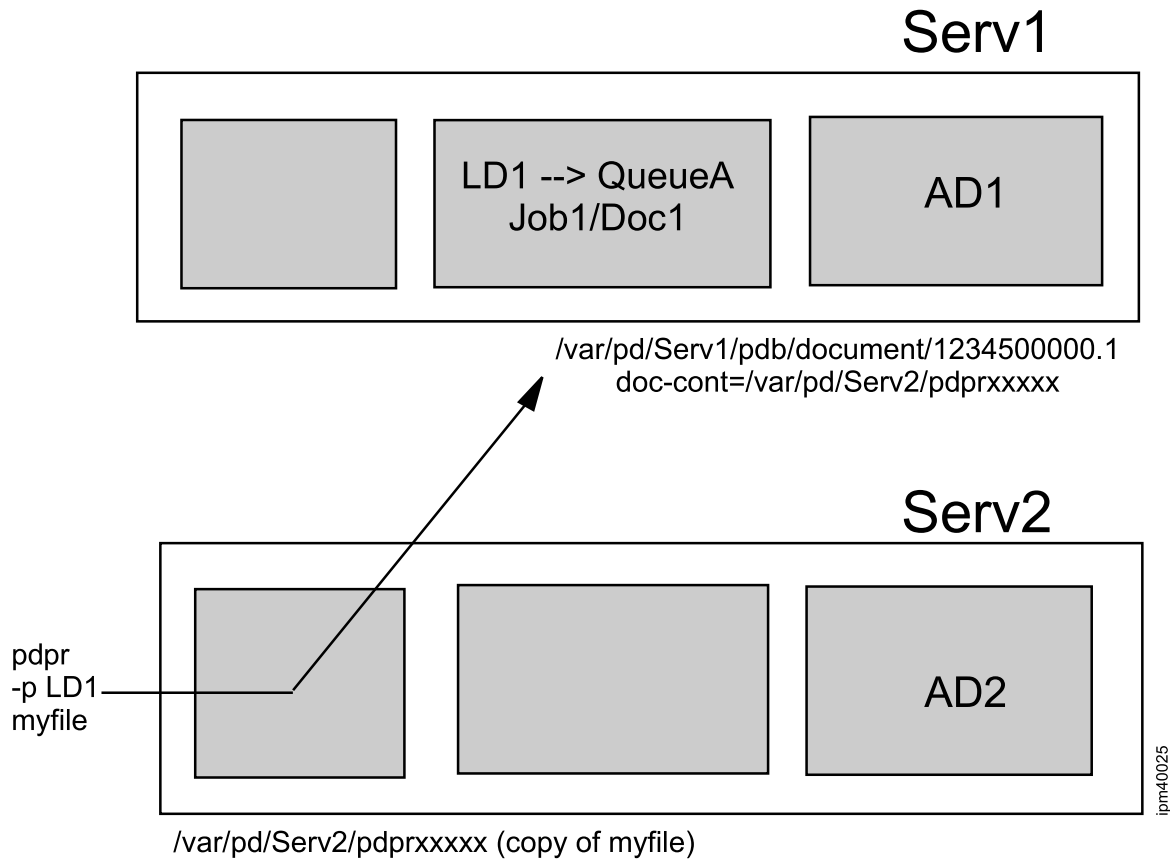 Serv1
LD1 --> QueueA
Job1/Doc1
AD1
/var/pd/Serv1/pdb/document/1234500000.1
doc-cont=/var/pd/Serv2/pdprxxxxx
Serv2
pdpr
-p LD1
myfile
AD2
/var/pd/Serv2/pdprxxxxx (copy of myfile)
ipm40025